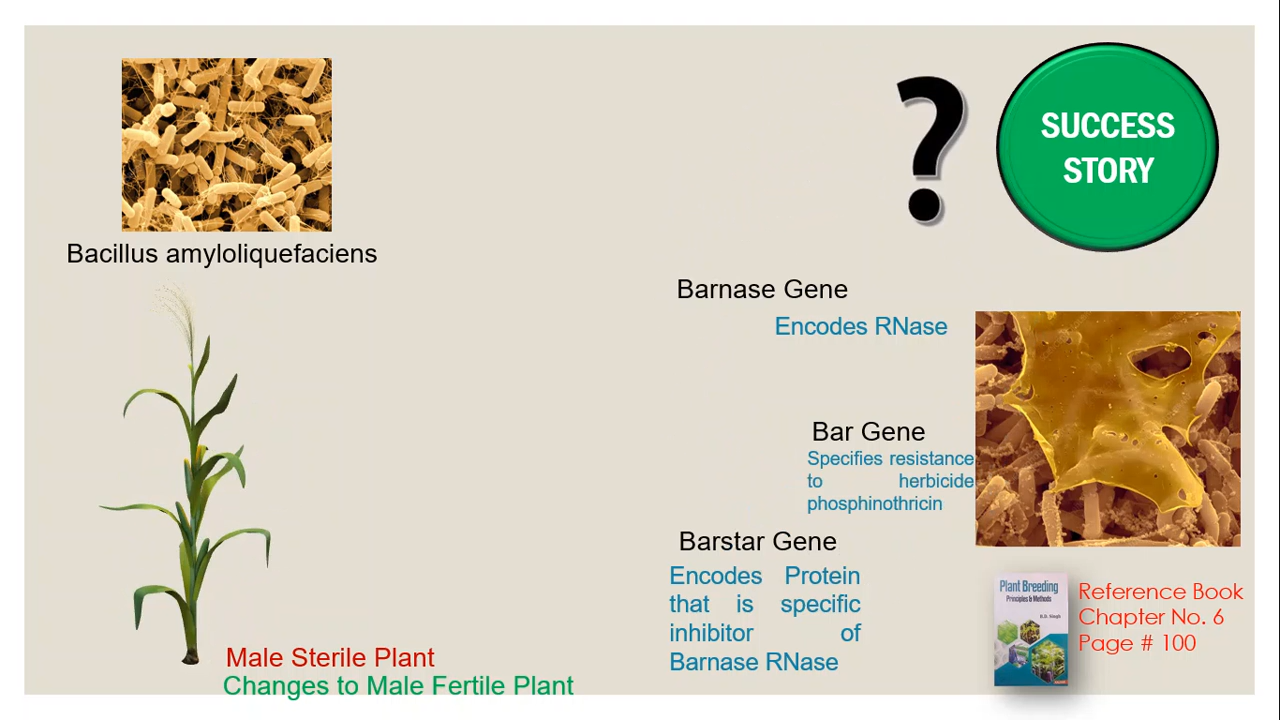 SUCCESS
STORY
Bacillus amyloliquefaciens
Barnase Gene
Encodes RNase
Bar Gene
Specifies resistance
to herbicide
phosphinothricin
Barstar Gene
Encodes Protein
that is specific
inhibitor of
Barnase RNase
Plant Breeding
Principles & Methods
B.D. Singh
Reference Book
Chapter No. 6
Page # 100
Male Sterile Plant
Changes to Male Fertile Plant
?